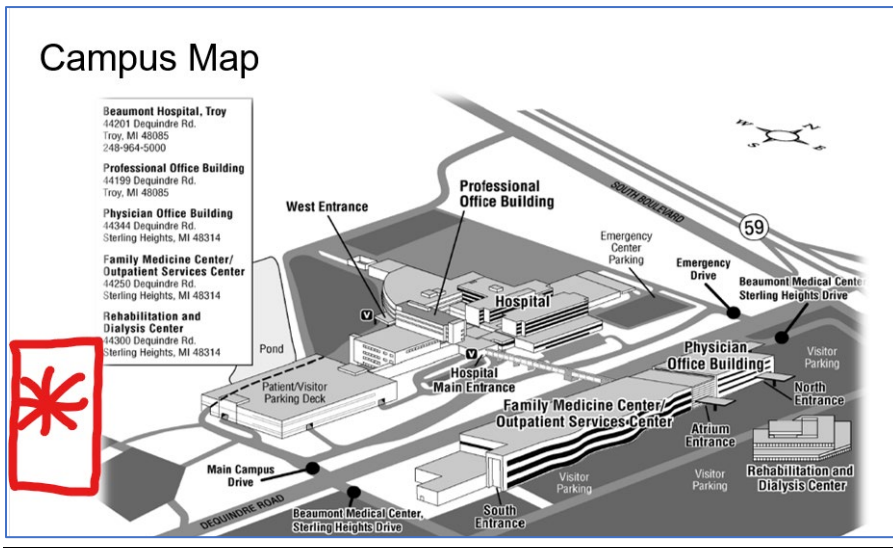 Campus Map
Beaumont Hospital, Troy
44201 Dequindre Rd.
Troy, MI 48085
248-964-5000
Professional Office Building
44199 Dequindre Rd.
Troy, MI 48085
Physician Office Building
44344 Dequindre Rd.
Sterling Heights, MI 48314
Family Medicine Center/
Outpatient Services Center
44250 Dequindre Rd.
Sterling Heights, MI 48314
Rehabilitation and
Dialysis Center
44300 Dequindre Rd.
Sterling Heights, MI 48314
W
N
S
E
SOUTH BOULEVARD
59
West Entrance
Professional
Office Building
Emergency
Center
Parking
Emergency
Drive
Beaumont Medical Center
Sterling Heights Drive
Hospital
V
V
Pond
Hospital
Main Entrance
Physician
Office Building
Visitor
Parking
Patient/Visitor
Parking Deck
North
Entrance
Family Medicine Center/
Outpatient Services Center
Atrium
Entrance
Rehabilitation and
Dialysis Center
Main Campus
Drive
Visitor
Parking
Visitor
Parking
DEQUINDRE ROAD
Beaumont Medical Center,
Sterling Heights Drive
South
Entrance